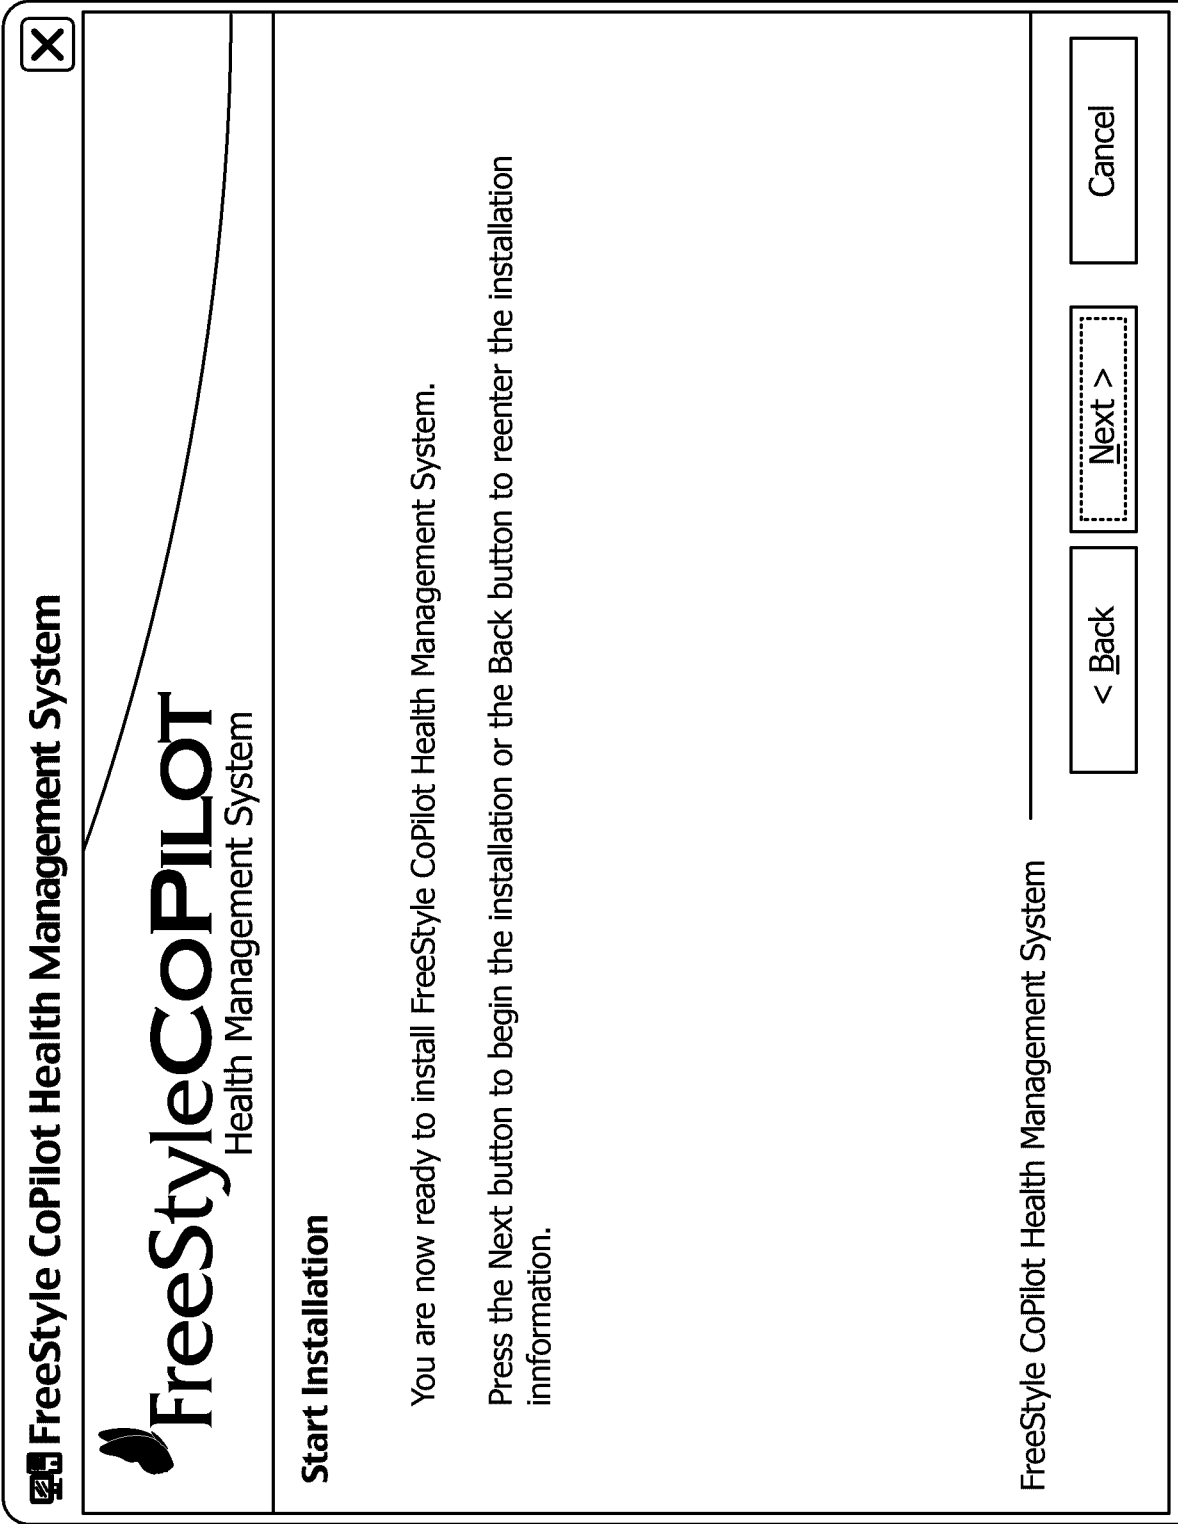 FreeStyle CoPilot Health Management System
FreeStyleCoPilot
Health Management System
Start Installation
You are now ready to install FreeStyle CoPilot Health Management System.
Press the Next button to begin the installation or the Back button to reenter the installation
innformation.
FreeStyle CoPilot Health Management System
< Back
Next >
Cancel